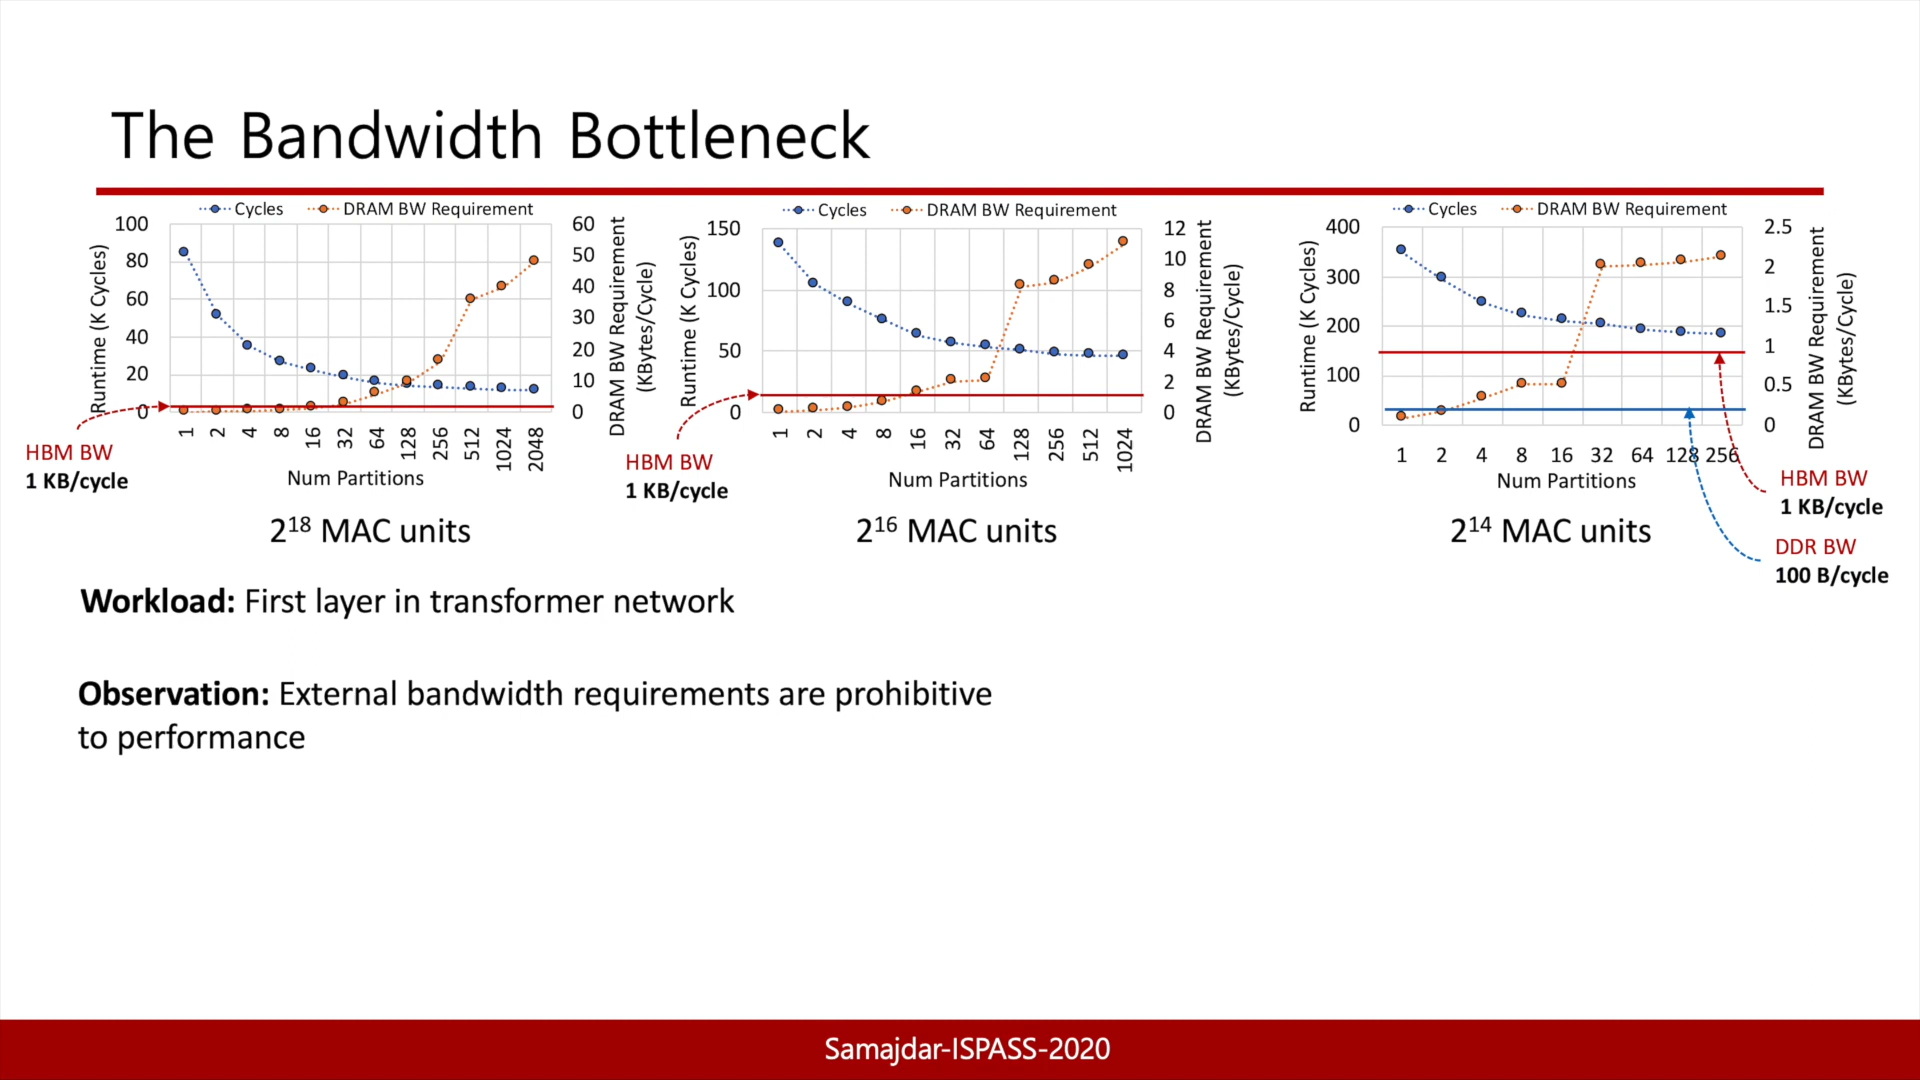 The Bandwidth Bottleneck
Cycles DRAM BW Requirement
100
80
60
40
20
0
Runtime (K Cycles)
60
50
40
30
20
10
0
DRAM BW Requirement
(KBytes/Cycle)
1 2 4 8 16 32 64 128 256 512 1024 2048
Num Partitions
HBM BW
1 KB/cycle
2¹⁸ MAC units
Cycles DRAM BW Requirement
150
100
50
0
Runtime (K Cycles)
12
10
8
6
4
2
0
DRAM BW Requirement
(KBytes/Cycle)
1 2 4 8 16 32 64 128 256 512 1024
Num Partitions
HBM BW
1 KB/cycle
2¹⁶ MAC units
Cycles DRAM BW Requirement
400
300
200
100
0
Runtime (K Cycles)
2.5
2
1.5
1
0.5
0
DRAM BW Requirement
(KBytes/Cycle)
1 2 4 8 16 32 64 128 256
Num Partitions
HBM BW
1 KB/cycle
DDR BW
100 B/cycle
2¹⁴ MAC units
Workload: First layer in transformer network
Observation: External bandwidth requirements are prohibitive
to performance
Samajdar-ISPASS-2020